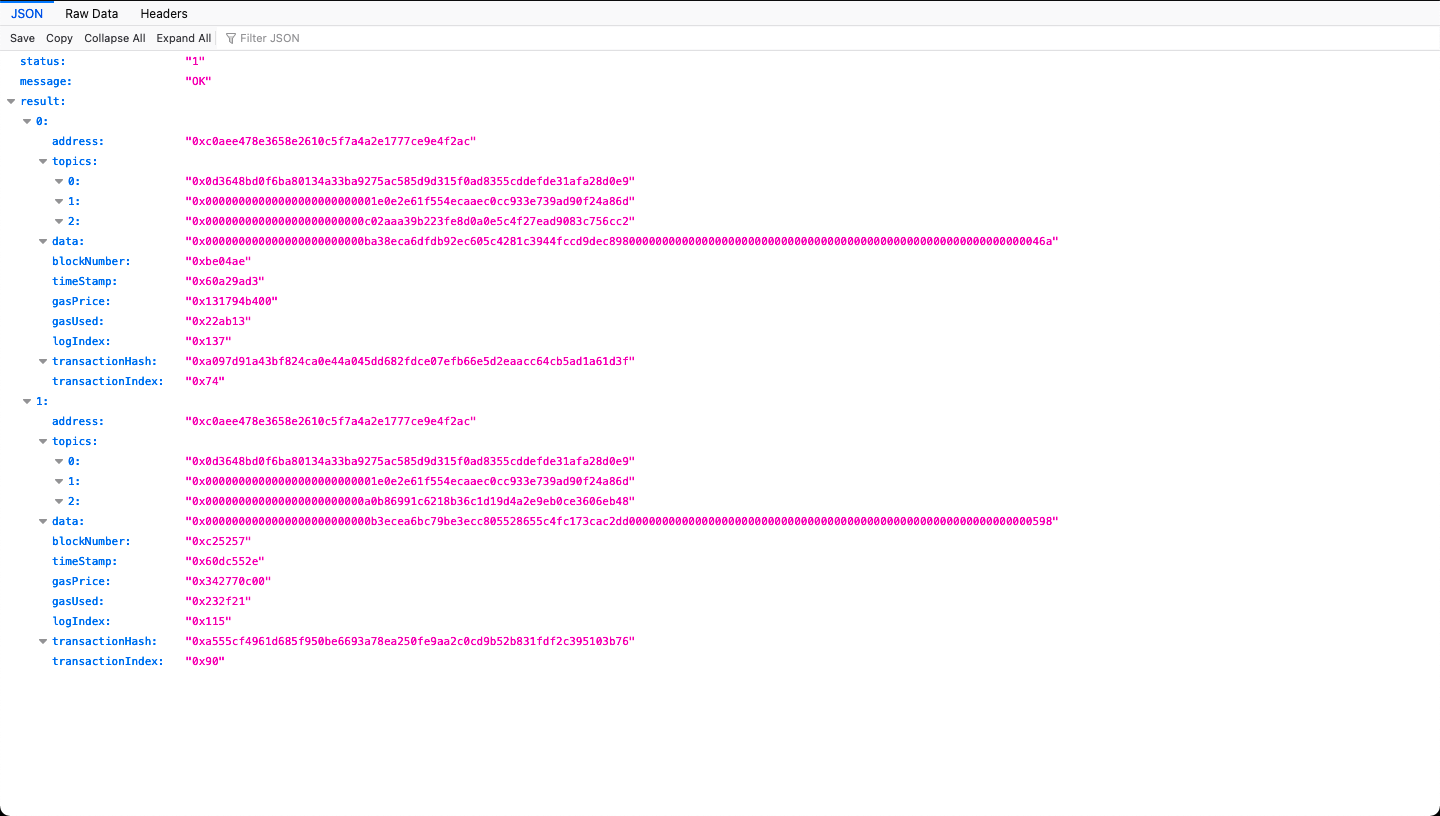 JSON Raw Data Headers
Save Copy Collapse All Expand All Filter JSON
status: "1"
message: "OK"
result:
0:
address: "0xc0aee478e3658e2610c5f7a4a2e1777ce9e4f2ac"
topics:
0: "0x0d3648bd0f6ba80134a33ba9275ac585d9d315f0ad8355cddefde31afa28d0e9"
1: "0x00000000000000000000000001e0e2e61f554ecaaec0cc933e739ad90f24a86d"
2: "0x000000000000000000000000c02aaa39b223fe8d0a0e5c4f27ead9083c756cc2"
data: "0x000000000000000000000000ba38eca6dfdb92ec605c4281c3944fccd9dec898000000000000000000000000000000000000000000000000000000000000046a"
blockNumber: "0xbe04ae"
timeStamp: "0x60a29ad3"
gasPrice: "0x131794b400"
gasUsed: "0x22ab13"
logIndex: "0x137"
transactionHash: "0xa097d91a43bf824ca0e44a045dd682fdce07efb66e5d2eaacc64cb5ad1a61d3f"
transactionIndex: "0x74"
1:
address: "0xc0aee478e3658e2610c5f7a4a2e1777ce9e4f2ac"
topics:
0: "0x0d3648bd0f6ba80134a33ba9275ac585d9d315f0ad8355cddefde31afa28d0e9"
1: "0x00000000000000000000000001e0e2e61f554ecaaec0cc933e739ad90f24a86d"
2: "0x000000000000000000000000a0b86991c6218b36c1d19d4a2e9eb0ce3606eb48"
data: "0x0000000000000000000000000b3ecea6bc79be3ecc805528655c4fc173cac2dd0000000000000000000000000000000000000000000000000000000000000598"
blockNumber: "0xc25257"
timeStamp: "0x60dc552e"
gasPrice: "0x342770c00"
gasUsed: "0x232f21"
logIndex: "0x115"
transactionHash: "0xa555cf4961d685f950be6693a78ea250fe9aa2c0cd9b52b831fdf2c395103b76"
transactionIndex: "0x90"